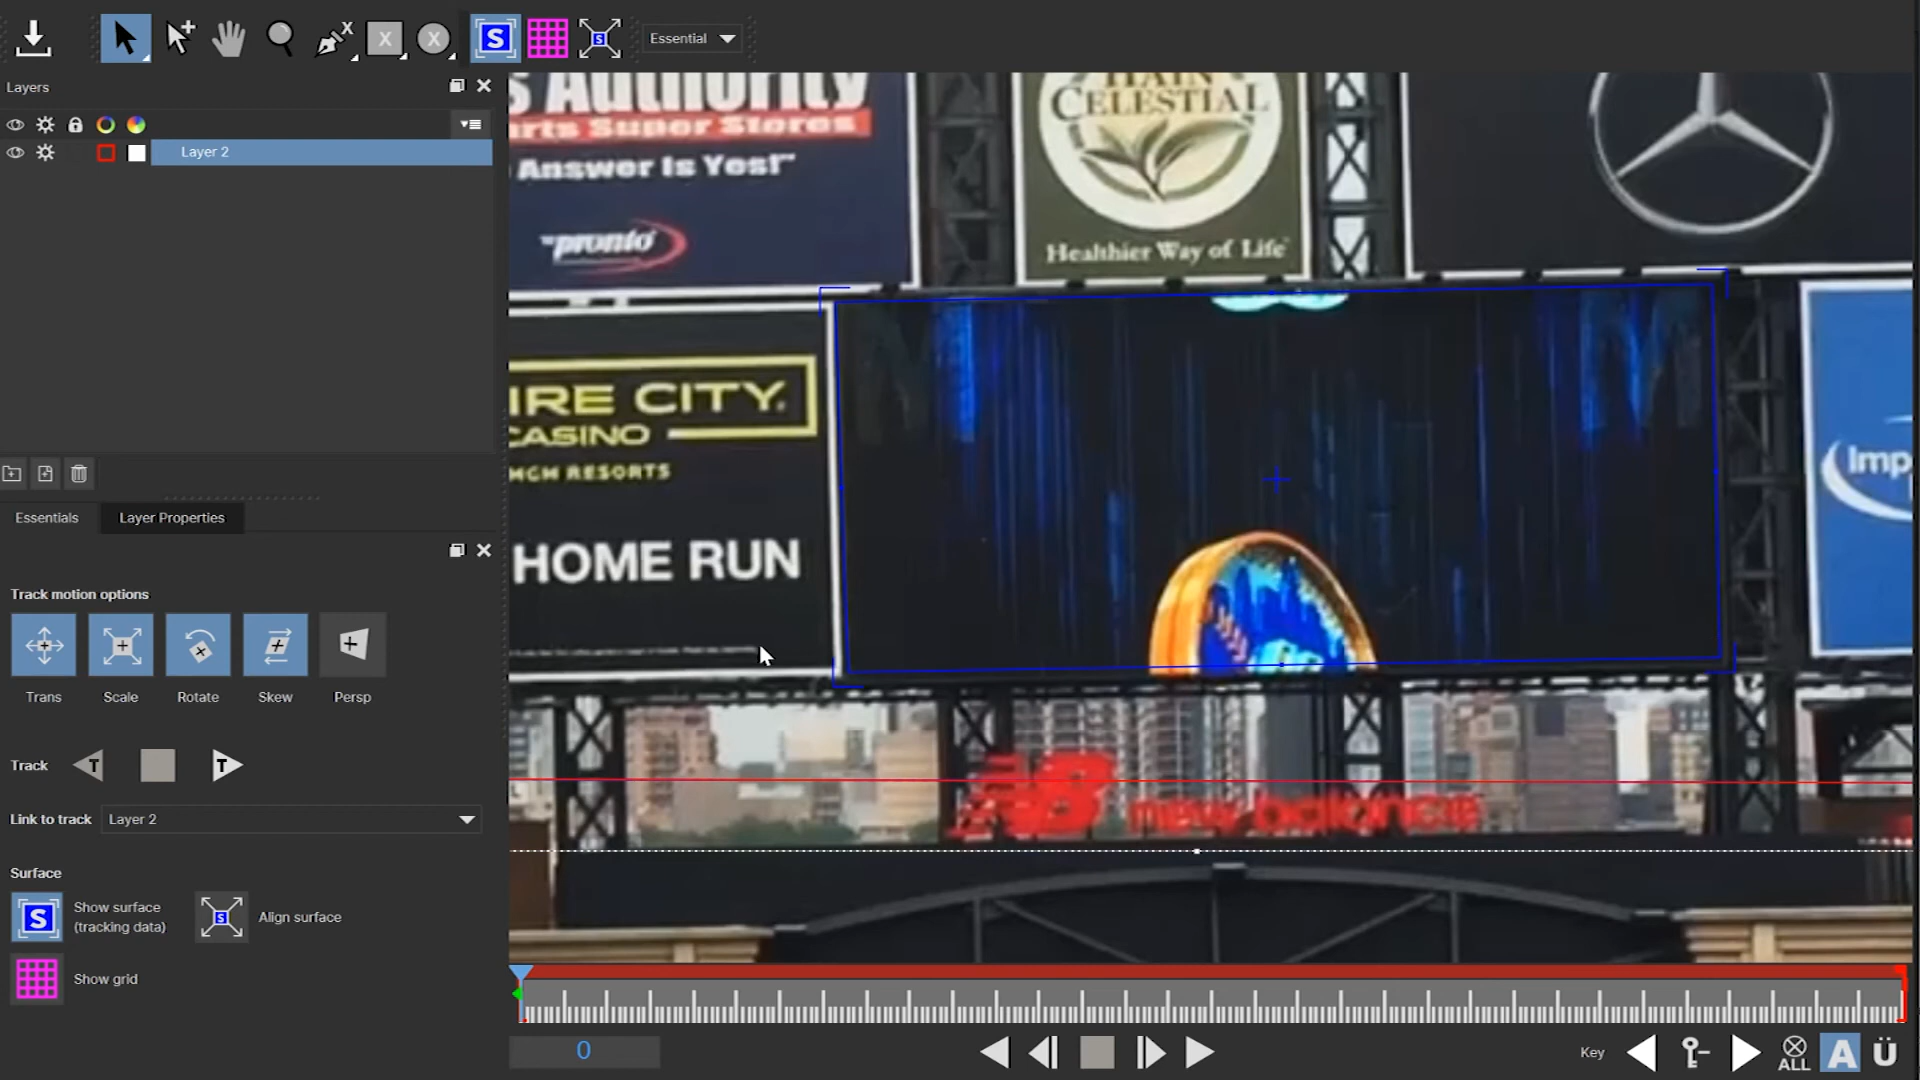 X
X
S
S
Essential
Layers
Layer 2
Essentials
Layer Properties
Track motion options
Trans
Scale
Rotate
Skew
Persp
Track
T
T
Link to track
Layer 2
Surface
S
Show surface
(tracking data)
S
Align surface
Show grid
s Authority
arts Super Stores
Answer Is Yes!"
pronto
HAIN
CELESTIAL
Healthier Way of Life
IRE CITY
CASINO
MGM RESORTS
HOME RUN
Imp
new balance
0
Key
ALL
A
Ü